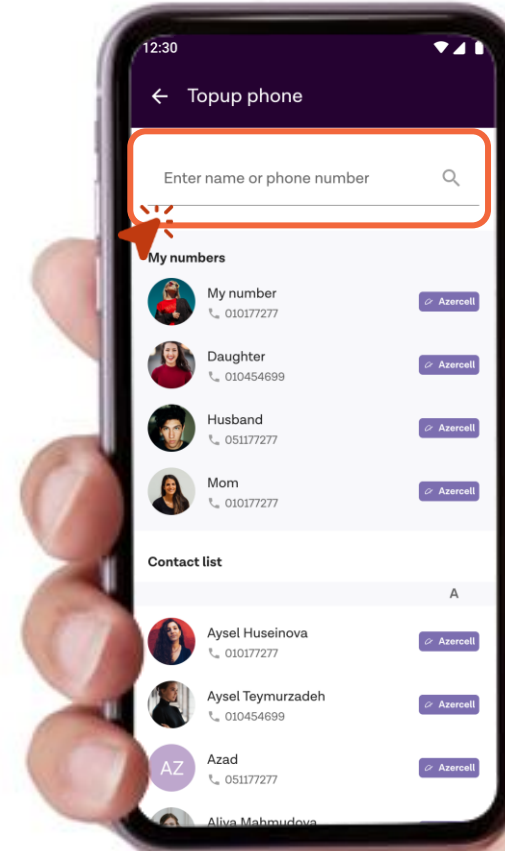 12:30
Topup phone
Enter name or phone number
My numbers
My number
010177277
Azercell
Daughter
010454699
Azercell
Husband
051177277
Azercell
Mom
010177277
Azercell
Contact list
A
Aysel Huseinova
010177277
Azercell
Aysel Teymurzadeh
010454699
Azercell
AZ
Azad
051177277
Azercell
Aliya Mahmudova